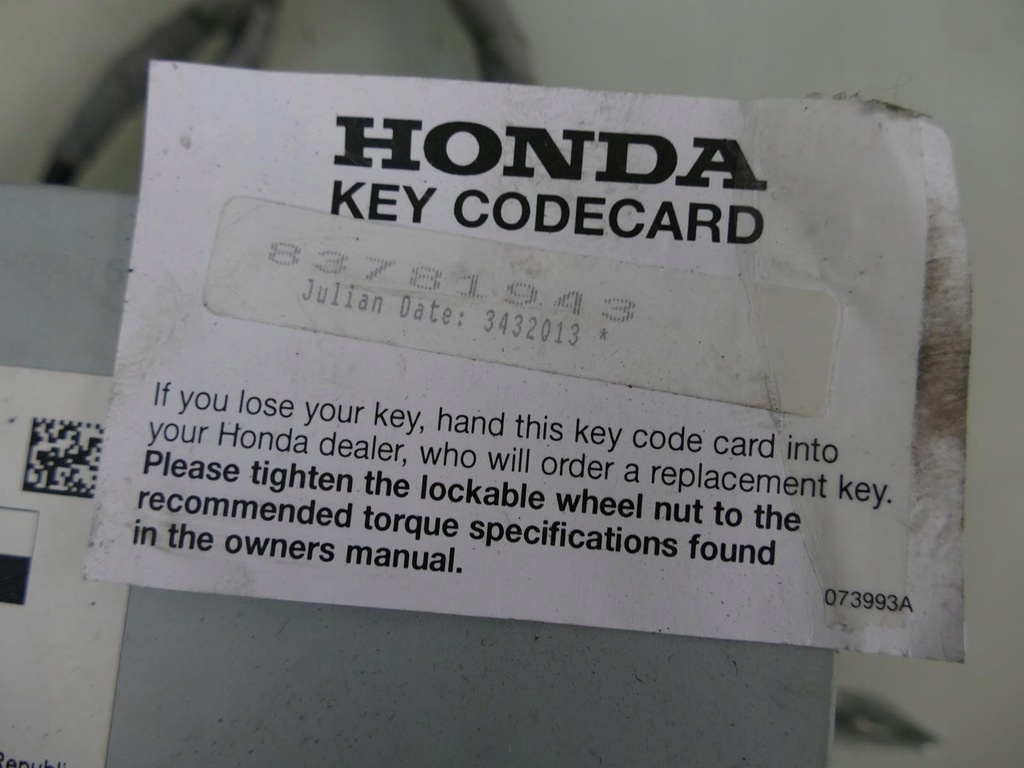 HONDA
KEY CODECARD
83781943
Julian Date: 3432013 *
If you lose your key, hand this key code card into
your Honda dealer, who will order a replacement key.
Please tighten the lockable wheel nut to the
recommended torque specifications found
in the owners manual.
073993A